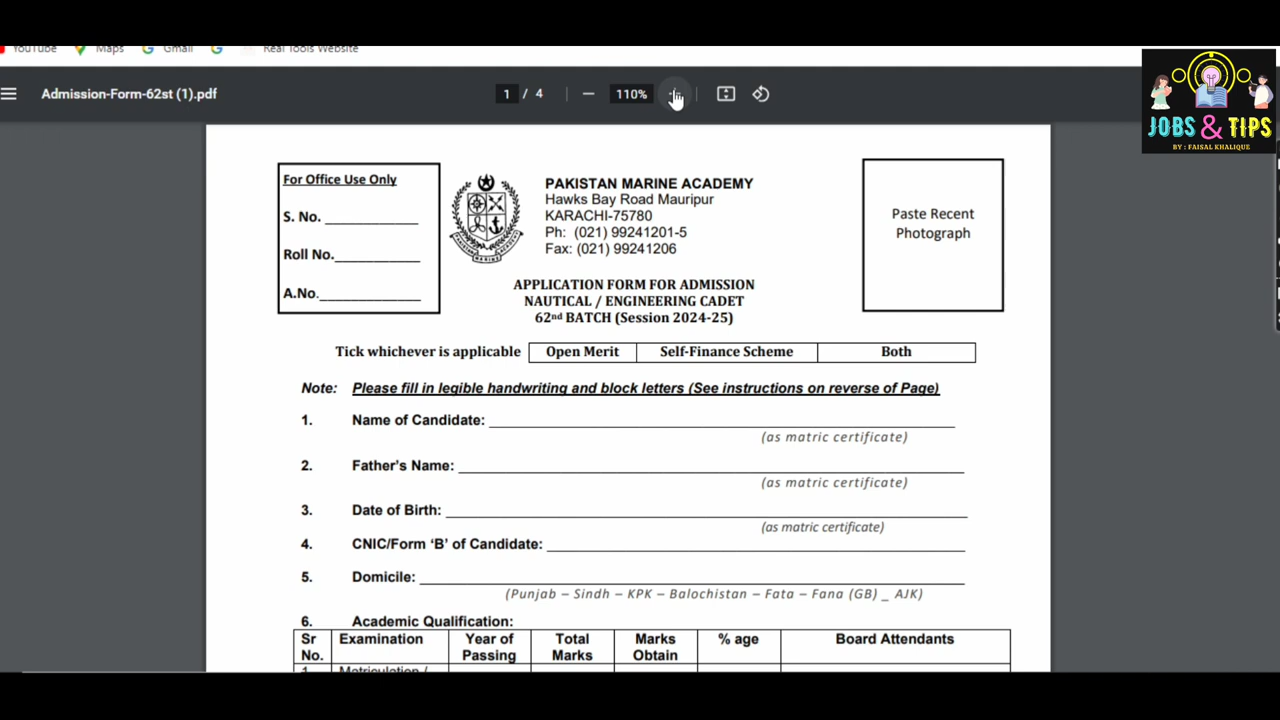 YouTube Maps Gmail Real Tools Website
Admission-Form-62st (1).pdf 1 / 4 110%
JOBS & TIPS
BY : FAISAL KHALIQUE
For Office Use Only
S. No. ____________
Roll No.___________
A.No._____________
PAKISTAN MARINE ACADEMY
Hawks Bay Road Mauripur
KARACHI-75780
Ph: (021) 99241201-5
Fax: (021) 99241206
Paste Recent
Photograph
APPLICATION FORM FOR ADMISSION
NAUTICAL / ENGINEERING CADET
62nd BATCH (Session 2024-25)
Tick whichever is applicable Open Merit Self-Finance Scheme Both
Note: Please fill in legible handwriting and block letters (See instructions on reverse of Page)
1. Name of Candidate:
(as matric certificate)
2. Father's Name:
(as matric certificate)
3. Date of Birth:
(as matric certificate)
4. CNIC/Form ‘B’ of Candidate:
5. Domicile:
(Punjab – Sindh – KPK – Balochistan – Fata – Fana (GB) _ AJK)
6. Academic Qualification:
Sr No. Examination Year of Passing Total Marks Marks Obtain % age Board Attendants
1 Matriculation /